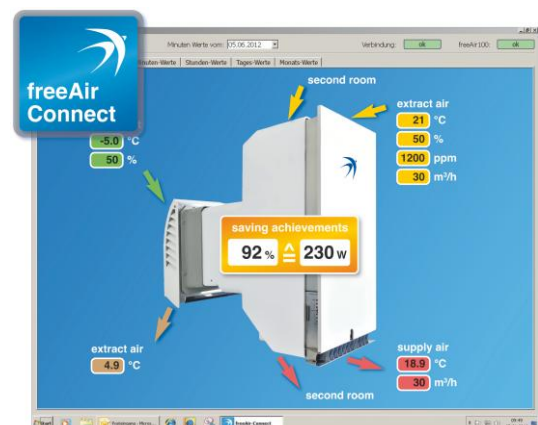 freeAir
Connect
Minuten Werte vom: 05.06.2012
Verbindung: ok
freeAir100: ok
Stunden-Werte
Tages-Werte
Monats-Werte
second room
extract air
21 °C
50 %
1200 ppm
30 m³/h
-5.0 °C
50 %
saving achievements
92 % ≙ 230 W
extract air
4.9 °C
supply air
18.9 °C
30 m³/h
second room
freeAir-Connect
09:49